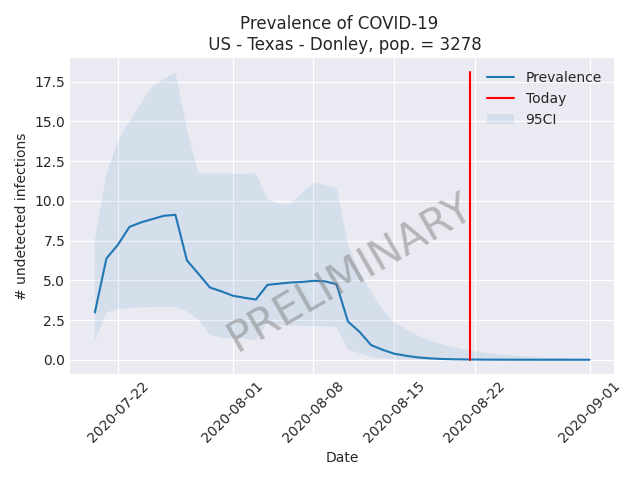 Prevalence of COVID-19
US - Texas - Donley, pop. = 3278
Prevalence
Today
95CI
17.5
15.0
12.5
10.0
7.5
5.0
2.5
0.0
# undetected infections
PRELIMINARY
2020-07-22
2020-08-01
2020-08-08
2020-08-15
2020-08-22
2020-09-01
Date